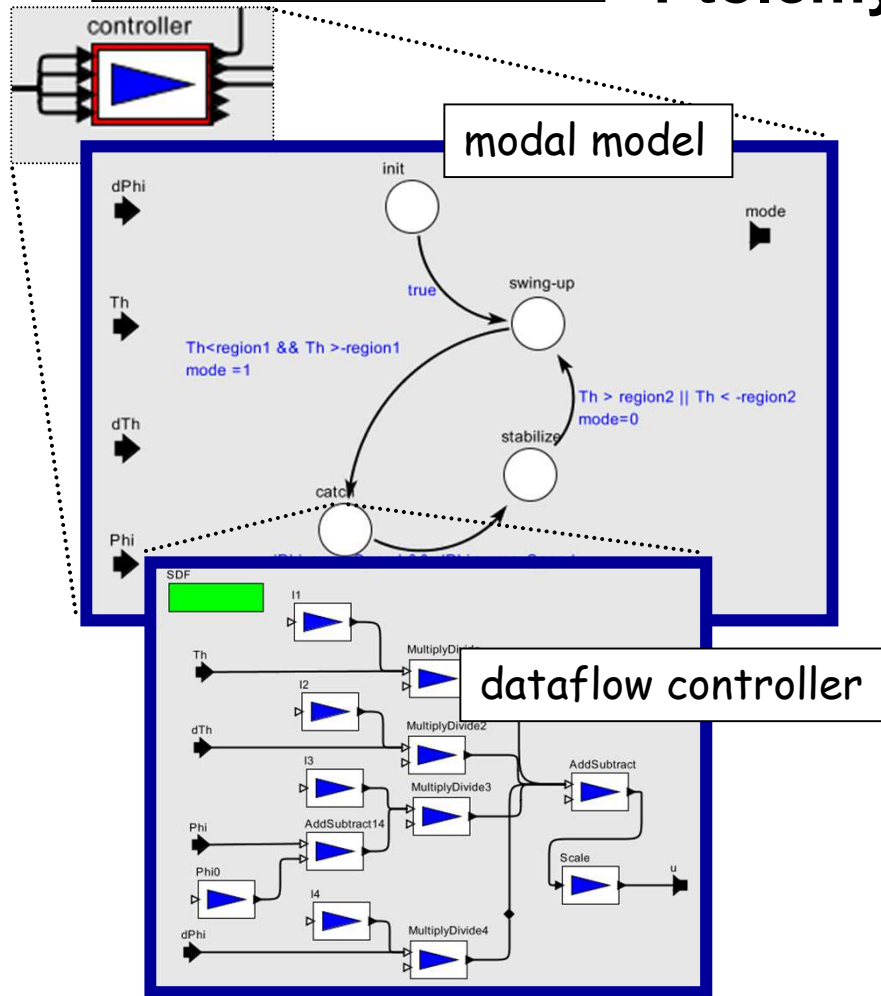 controller
modal model
init
dPhi
mode
swing-up
true
Th
Th<region1 && Th >-region1
mode =1
Th > region2 || Th < -region2
mode=0
dTh
stabilize
catch
Phi
SDF
I1
Th
dataflow controller
I2
dTh
MultiplyDivide2
I3
AddSubtract
MultiplyDivide3
AddSubtract14
Phi
Phi0
Scale
u
I4
dPhi
MultiplyDivide4